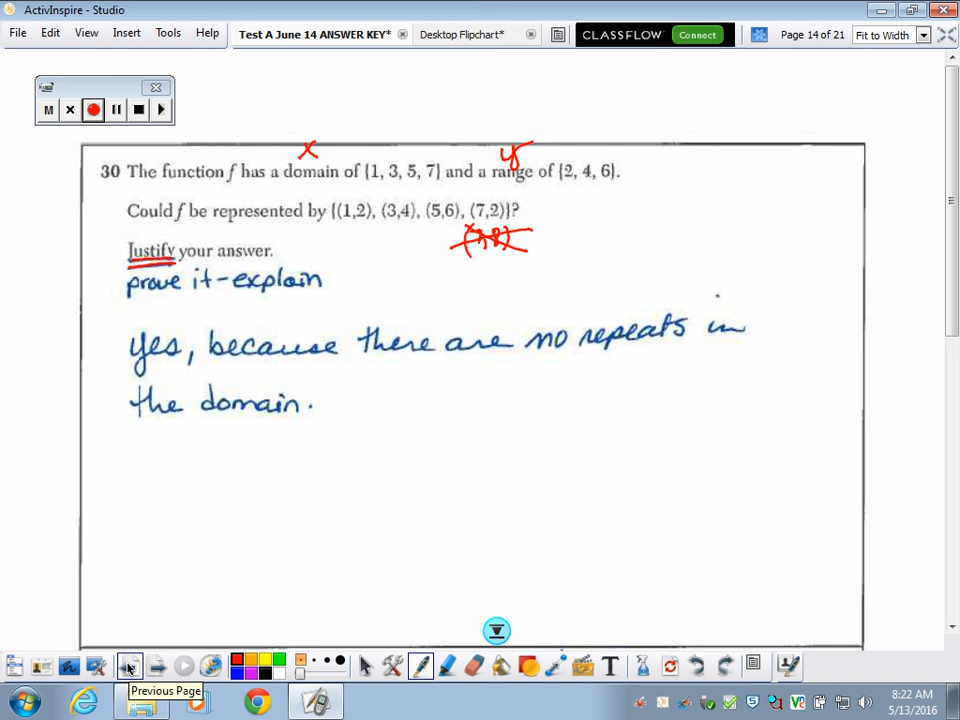 ActivInspire - Studio
File Edit View Insert Tools Help
Test A June 14 ANSWER KEY*
Desktop Flipchart*
CLASSFLOW Connect
Page 14 of 21
Fit to Width
M
x
y
30 The function f has a domain of {1, 3, 5, 7} and a range of {2, 4, 6}.
Could f be represented by {(1,2), (3,4), (5,6), (7,2)}?
Justify your answer.
prove it - explain
yes, because there are no repeats in
the domain.
T
Previous Page
8:22 AM
5/13/2016